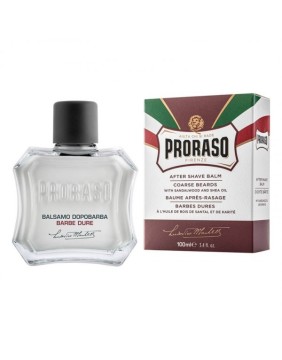 PRORASO
BALSAMO DOPOBARBA
BARBE DURE
PRORASO
FIRENZE
AFTER SHAVE BALM
COARSE BEARDS
WITH SANDALWOOD AND SHEA OIL
BAUME APRÈS-RASAGE
BARBES DURES
À L'HUILE DE BOIS DE SANTAL ET DE KARITÉ
100ml℮ 3.4 fl. oz.